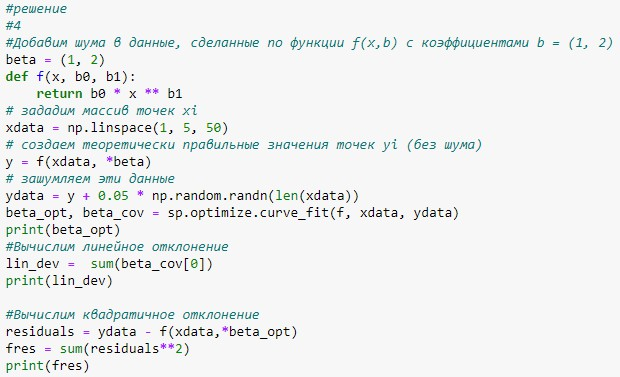 #решение
#4
#Добавим шума в данные, сделанные по функции f(x,b) с коэффициентами b = (1, 2)
beta = (1, 2)
def f(x, b0, b1):
    return b0 * x ** b1
# зададим массив точек xi
xdata = np.linspace(1, 5, 50)
# создаем теоретически правильные значения точек yi (без шума)
y = f(xdata, *beta)
# зашумляем эти данные
ydata = y + 0.05 * np.random.randn(len(xdata))
beta_opt, beta_cov = sp.optimize.curve_fit(f, xdata, ydata)
print(beta_opt)
#Вычислим линейное отклонение
lin_dev =  sum(beta_cov[0])
print(lin_dev)

#Вычислим квадратичное отклонение
residuals = ydata - f(xdata,*beta_opt)
fres = sum(residuals**2)
print(fres)